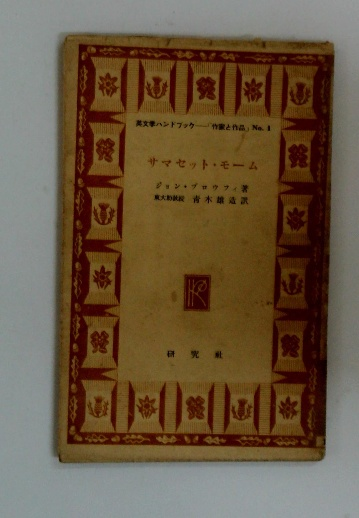 英文学ハンドブック——「作家と作品」No. 1
サマセット・モーム
ジョン・ブロウフィ著
東大助教授 青木雄造訳
研究社